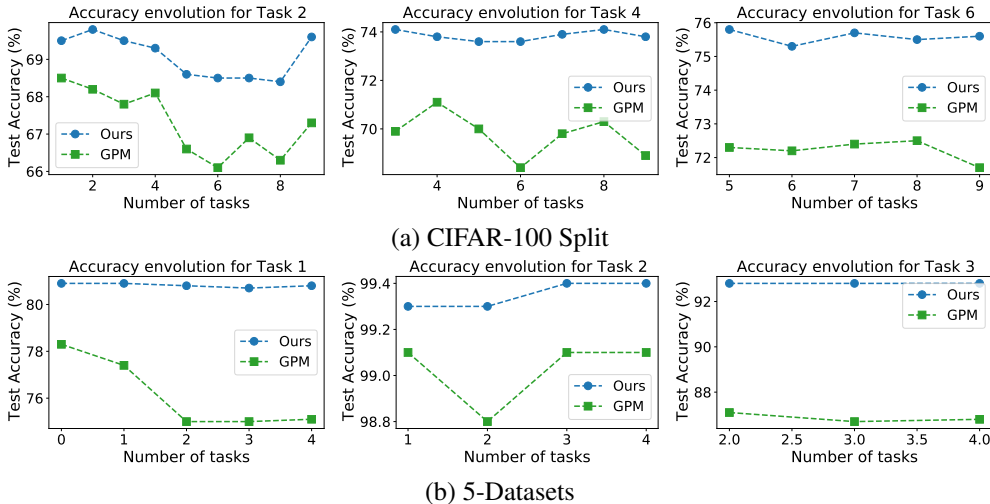 Accuracy envolution for Task 2
Test Accuracy (%)
69
68
67
66
Ours
GPM
2
4
6
8
Number of tasks
Accuracy envolution for Task 4
Test Accuracy (%)
74
72
70
Ours
GPM
4
6
8
Number of tasks
Accuracy envolution for Task 6
Test Accuracy (%)
76
75
74
73
72
Ours
GPM
5
6
7
8
9
Number of tasks
(a) CIFAR-100 Split
Accuracy envolution for Task 1
Test Accuracy (%)
80
78
76
Ours
GPM
0
1
2
3
4
Number of tasks
Accuracy envolution for Task 2
Test Accuracy (%)
99.4
99.2
99.0
98.8
Ours
GPM
1
2
3
4
Number of tasks
Accuracy envolution for Task 3
Test Accuracy (%)
92
90
88
Ours
GPM
2.0
2.5
3.0
3.5
4.0
Number of tasks
(b) 5-Datasets